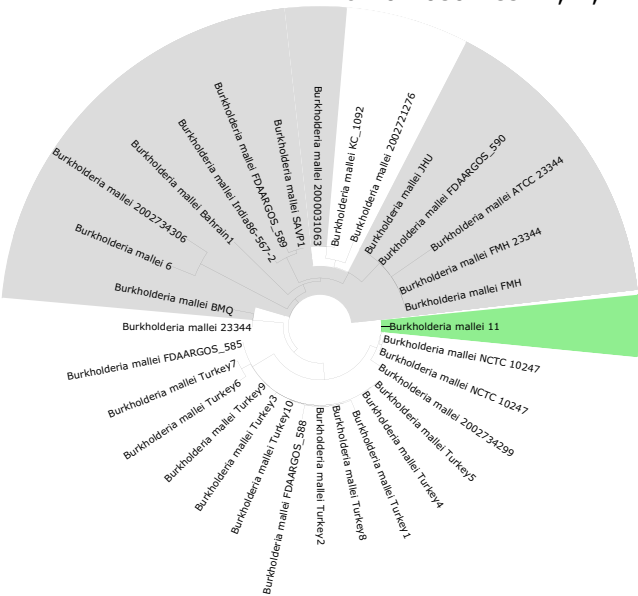 Burkholderia mallei 2000031063
Burkholderia mallei KC_1092
Burkholderia mallei 2002721276
Burkholderia mallei JHU
Burkholderia mallei FDAARGOS_590
Burkholderia mallei ATCC 23344
Burkholderia mallei FMH 23344
Burkholderia mallei FMH
Burkholderia mallei 11
Burkholderia mallei NCTC 10247
Burkholderia mallei NCTC 10247
Burkholderia mallei 2002734299
Burkholderia mallei Turkey5
Burkholderia mallei Turkey4
Burkholderia mallei Turkey1
Burkholderia mallei Turkey8
Burkholderia mallei Turkey2
Burkholderia mallei FDAARGOS_588
Burkholderia mallei Turkey10
Burkholderia mallei Turkey3
Burkholderia mallei Turkey9
Burkholderia mallei Turkey6
Burkholderia mallei Turkey7
Burkholderia mallei FDAARGOS_585
Burkholderia mallei 23344
Burkholderia mallei BMQ
Burkholderia mallei 6
Burkholderia mallei 2002734306
Burkholderia mallei Bahrain1
Burkholderia mallei India86-567-2
Burkholderia mallei FDAARGOS_589
Burkholderia mallei SAVP1